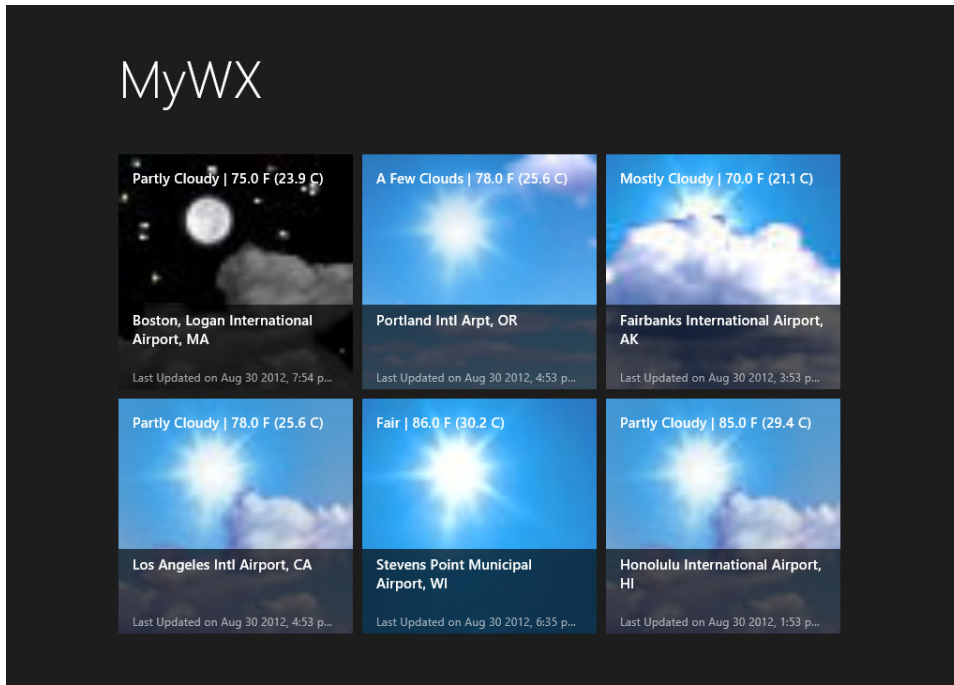 MyWX
Partly Cloudy | 75.0 F (23.9 C)
Boston, Logan International
Airport, MA
Last Updated on Aug 30 2012, 7:54 p...
A Few Clouds | 78.0 F (25.6 C)
Portland Intl Arpt, OR
Last Updated on Aug 30 2012, 4:53 p...
Mostly Cloudy | 70.0 F (21.1 C)
Fairbanks International Airport,
AK
Last Updated on Aug 30 2012, 3:53 p...
Partly Cloudy | 78.0 F (25.6 C)
Los Angeles Intl Airport, CA
Last Updated on Aug 30 2012, 4:53 p...
Fair | 86.0 F (30.2 C)
Stevens Point Municipal
Airport, WI
Last Updated on Aug 30 2012, 6:35 p...
Partly Cloudy | 85.0 F (29.4 C)
Honolulu International Airport,
HI
Last Updated on Aug 30 2012, 1:53 p...